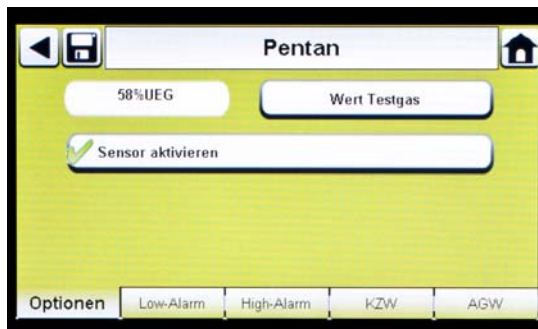 Pentan
58%UEG
Wert Testgas
Sensor aktivieren
Optionen
Low-Alarm
High-Alarm
KZW
AGW